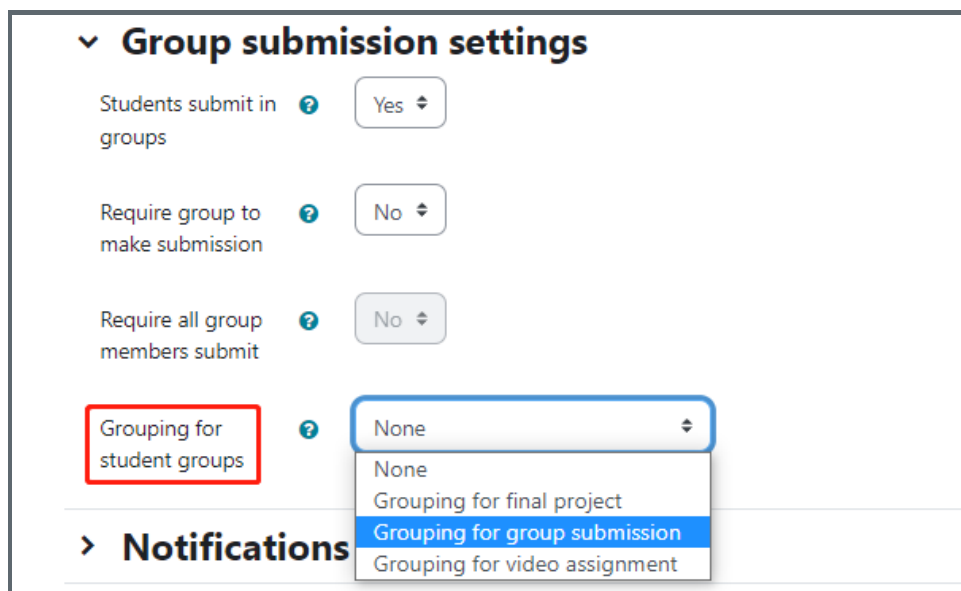 Group submission settings
Students submit in
groups
Yes
Require group to
make submission
No
Require all group
members submit
No
Grouping for
student groups
None
None
Grouping for final project
Grouping for group submission
Grouping for video assignment
Notifications